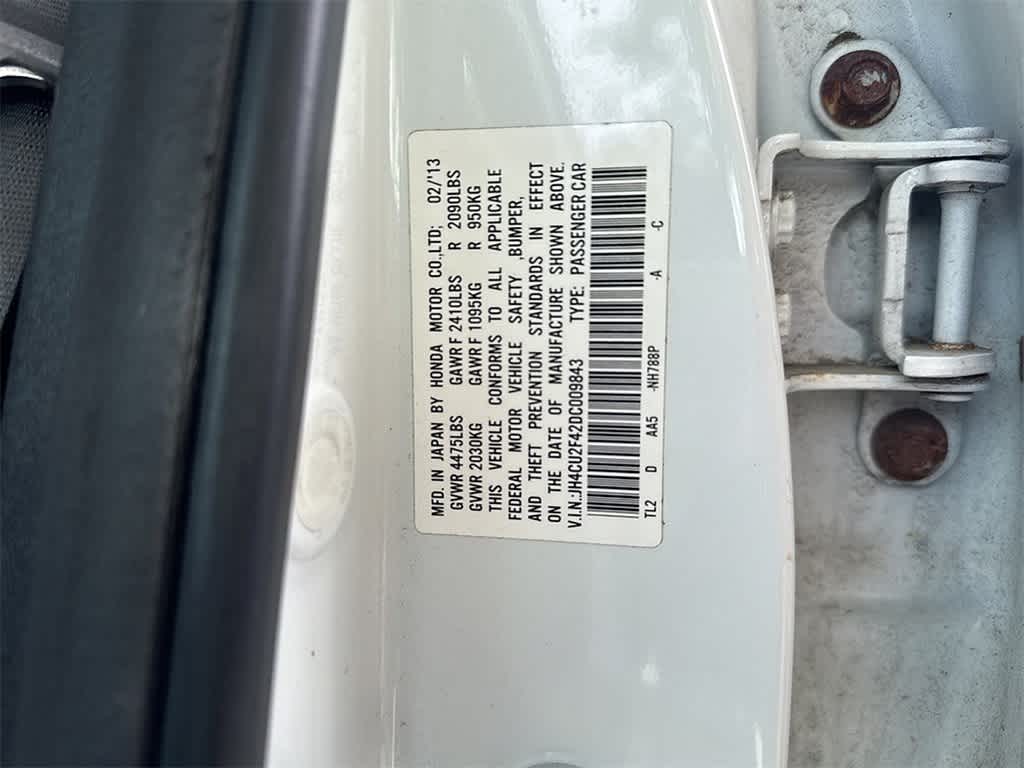 MFD. IN JAPAN BY HONDA MOTOR CO.,LTD; 02/'13
GVWR 4475LBS GAWR F 2410LBS R 2090LBS
GVWR 2030KG GAWR F 1095KG R 950KG
THIS VEHICLE CONFORMS TO ALL APPLICABLE
FEDERAL MOTOR VEHICLE SAFETY ,BUMPER,
AND THEFT PREVENTION STANDARDS IN EFFECT
ON THE DATE OF MANUFACTURE SHOWN ABOVE.
V.I.N.:JH4CU2F42DC009843 TYPE: PASSENGER CAR
TL2 D AA5 -NH788P -A -C